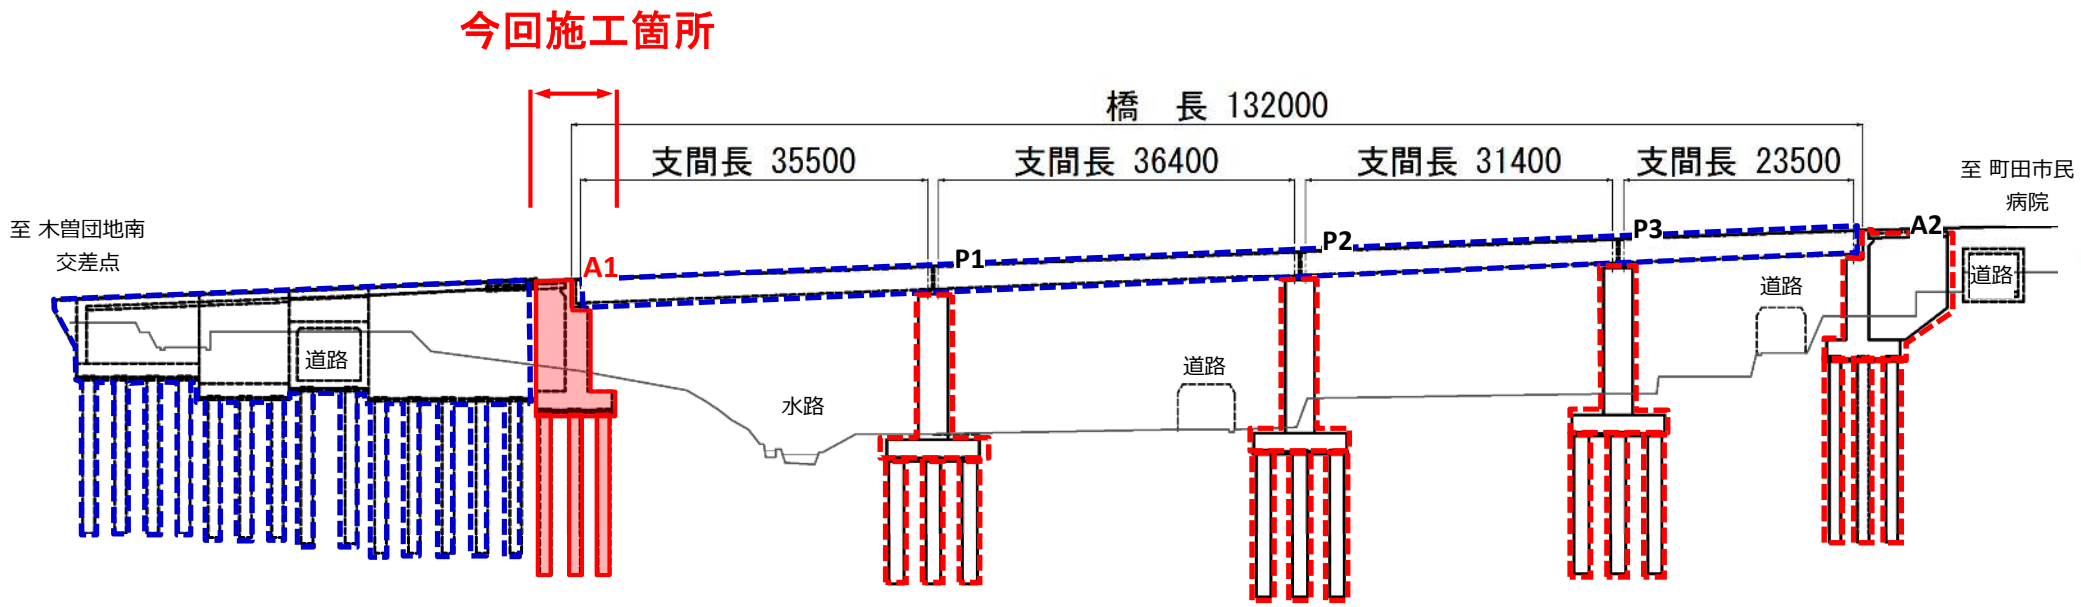 今回施工箇所
橋　長 132000
支間長 35500
支間長 36400
支間長 31400
支間長 23500
至 町田市民
病院
至 木曽団地南
交差点
A1
P1
P2
P3
A2
道路
道路
道路
道路
水路